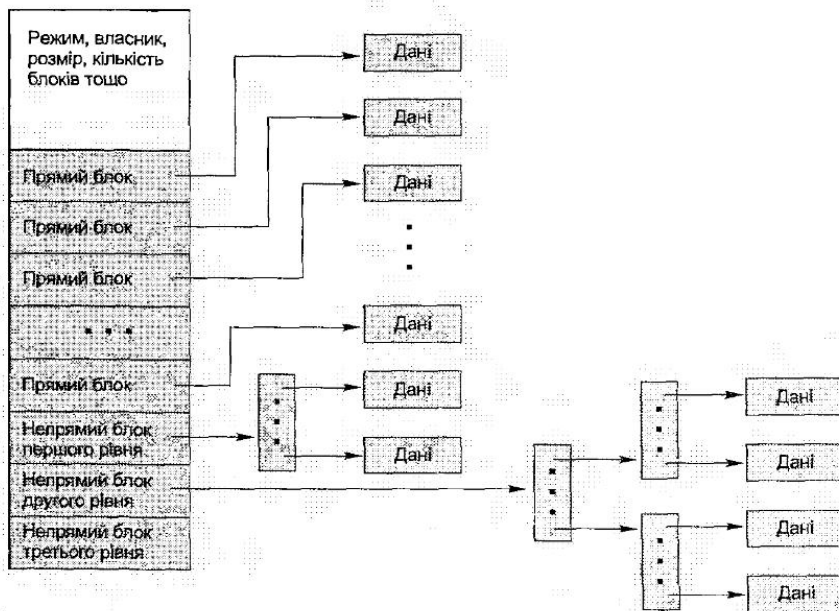 Режим, власник,
розмір, кількість
блоків тощо
Прямий блок
Прямий блок
Прямий блок
Прямий блок
Непрямий блок
першого рівня
Непрямий блок
другого рівня
Непрямий блок
третього рівня
Дані
Дані
Дані
Дані
Дані
Дані
Дані
Дані
Дані
Дані